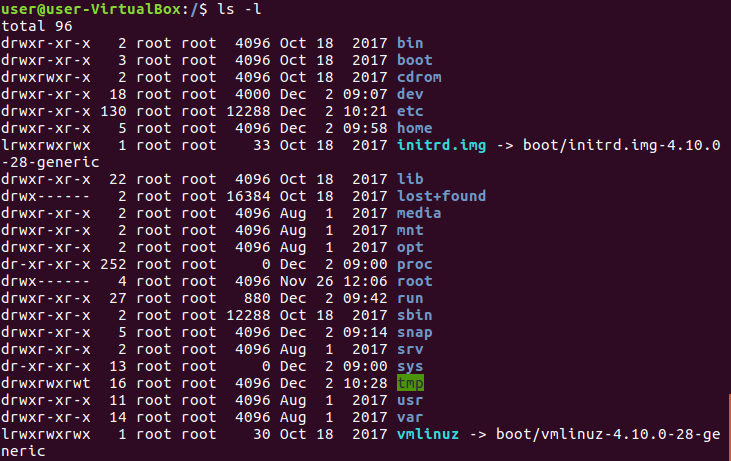 user@user-VirtualBox:/$ ls -l
total 96
drwxr-xr-x   2 root root  4096 Oct 18  2017 bin
drwxr-xr-x   3 root root  4096 Oct 18  2017 boot
drwxrwxr-x   2 root root  4096 Oct 18  2017 cdrom
drwxr-xr-x  18 root root  4000 Dec  2 09:07 dev
drwxr-xr-x 130 root root 12288 Dec  2 10:21 etc
drwxr-xr-x   5 root root  4096 Dec  2 09:58 home
lrwxrwxrwx   1 root root    33 Oct 18  2017 initrd.img -> boot/initrd.img-4.10.0
-28-generic
drwxr-xr-x  22 root root  4096 Oct 18  2017 lib
drwx------   2 root root 16384 Oct 18  2017 lost+found
drwxr-xr-x   2 root root  4096 Aug  1  2017 media
drwxr-xr-x   2 root root  4096 Aug  1  2017 mnt
drwxr-xr-x   2 root root  4096 Aug  1  2017 opt
dr-xr-xr-x 252 root root     0 Dec  2 09:00 proc
drwx------   4 root root  4096 Nov 26 12:06 root
drwxr-xr-x  27 root root   880 Dec  2 09:42 run
drwxr-xr-x   2 root root 12288 Oct 18  2017 sbin
drwxr-xr-x   5 root root  4096 Dec  2 09:14 snap
drwxr-xr-x   2 root root  4096 Aug  1  2017 srv
dr-xr-xr-x  13 root root     0 Dec  2 09:00 sys
drwxrwxrwt  16 root root  4096 Dec  2 10:28 tmp
drwxr-xr-x  11 root root  4096 Aug  1  2017 usr
drwxr-xr-x  14 root root  4096 Aug  1  2017 var
lrwxrwxrwx   1 root root    30 Oct 18  2017 vmlinuz -> boot/vmlinuz-4.10.0-28-ge
neric